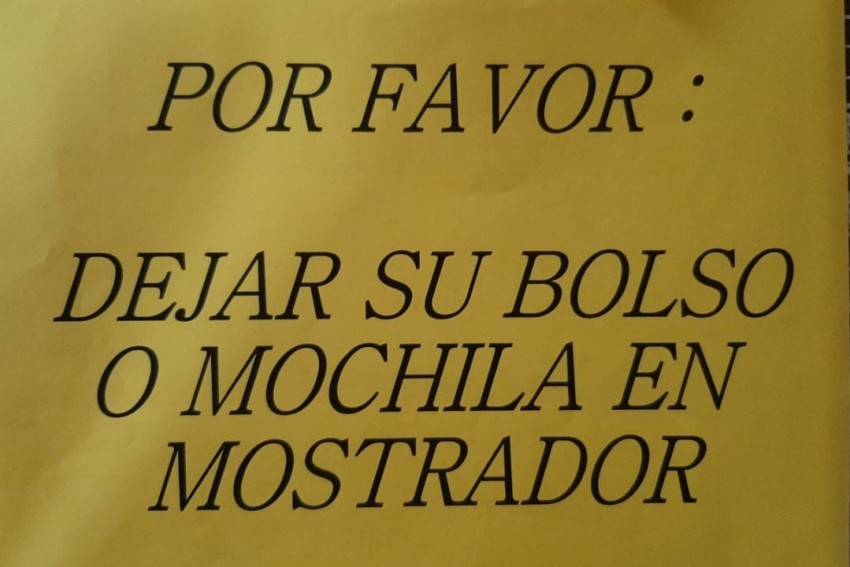 POR FAVOR :
DEJAR SU BOLSO
O MOCHILA EN
MOSTRADOR